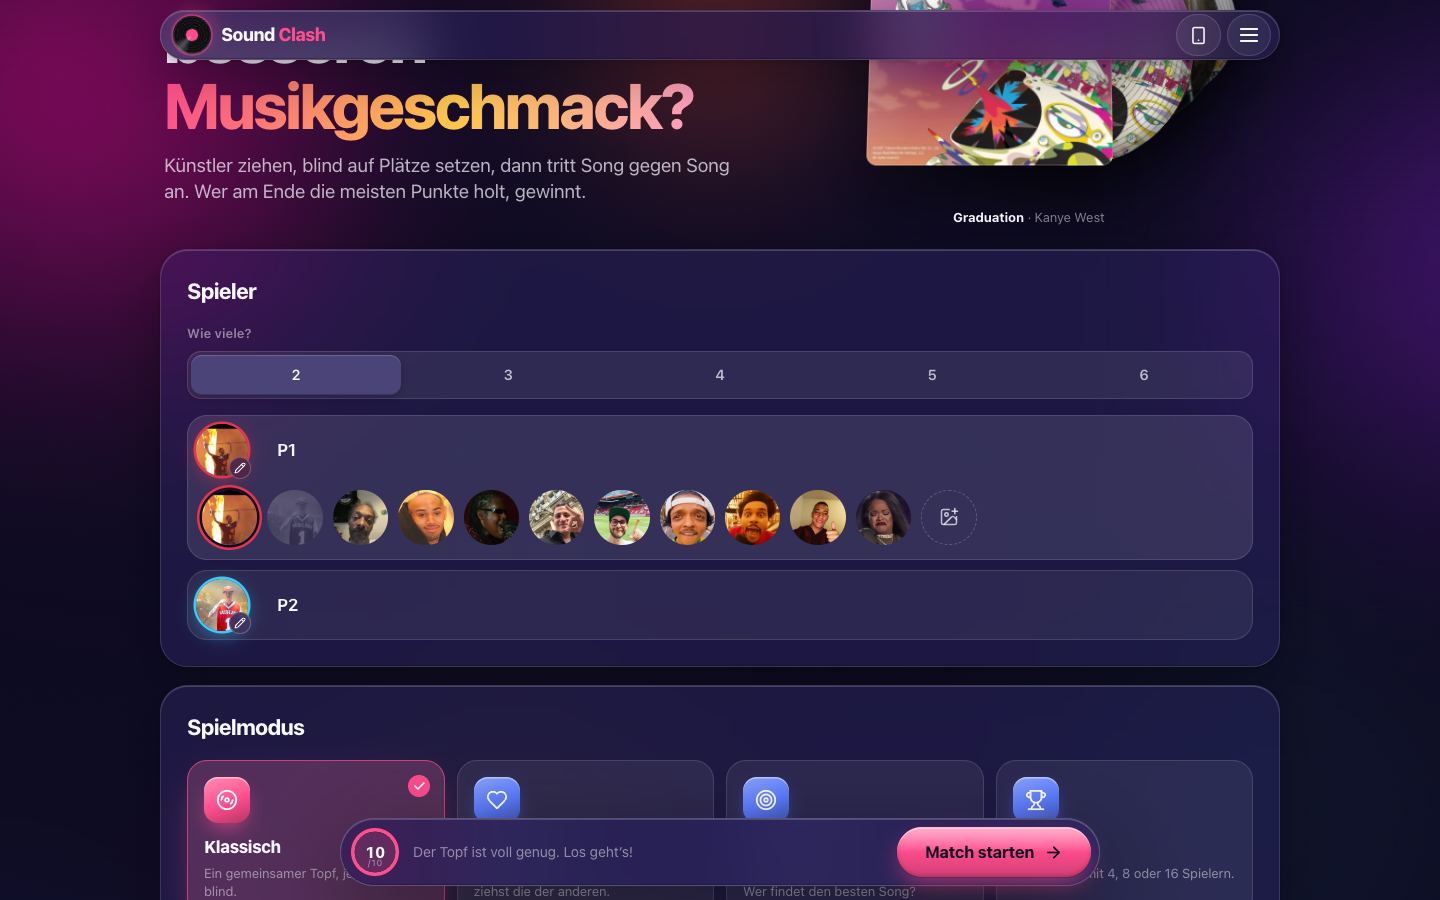 Sound Clash
Musikgeschmack?
Künstler ziehen, blind auf Plätze setzen, dann tritt Song gegen Song
an. Wer am Ende die meisten Punkte holt, gewinnt.
Graduation · Kanye West
Spieler
Wie viele?
2 3 4 5 6
P1
P2
Spielmodus
Klassisch
Ein gemeinsamer Topf,
blind.
ziehst die der anderen.
Wer findet den besten Song?
mit 4, 8 oder 16 Spielern.
10
/10
Der Topf ist voll genug. Los geht's!
Match starten